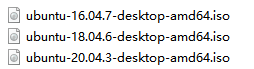 ubuntu-16.04.7-desktop-amd64.iso
ubuntu-18.04.6-desktop-amd64.iso
ubuntu-20.04.3-desktop-amd64.iso